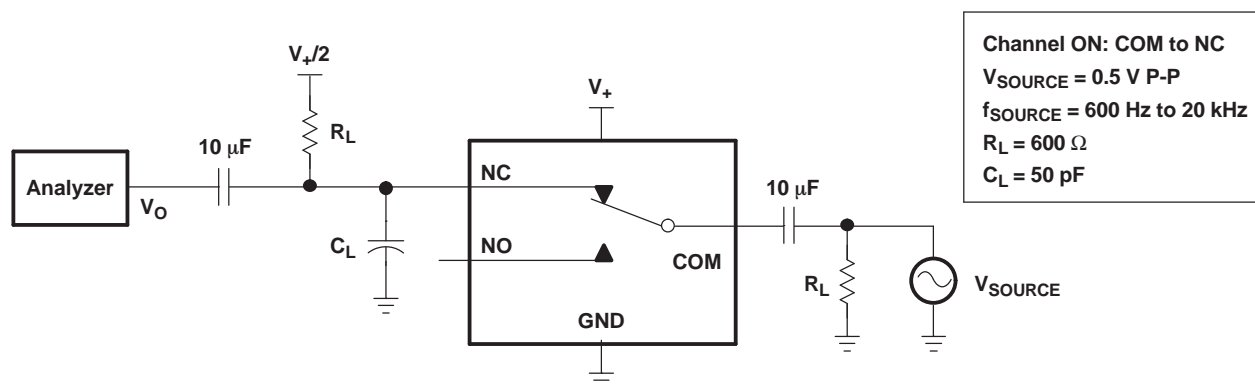 Channel ON: COM to NC
V+/2
V+
VSOURCE = 0.5 V P-P
fSOURCE = 600 Hz to 20 kHz
RL
RL = 600 Ω
CL = 50 pF
10 μF
NC
10 μF
Analyzer
VO
CL
NO
COM
RL
VSOURCE
GND